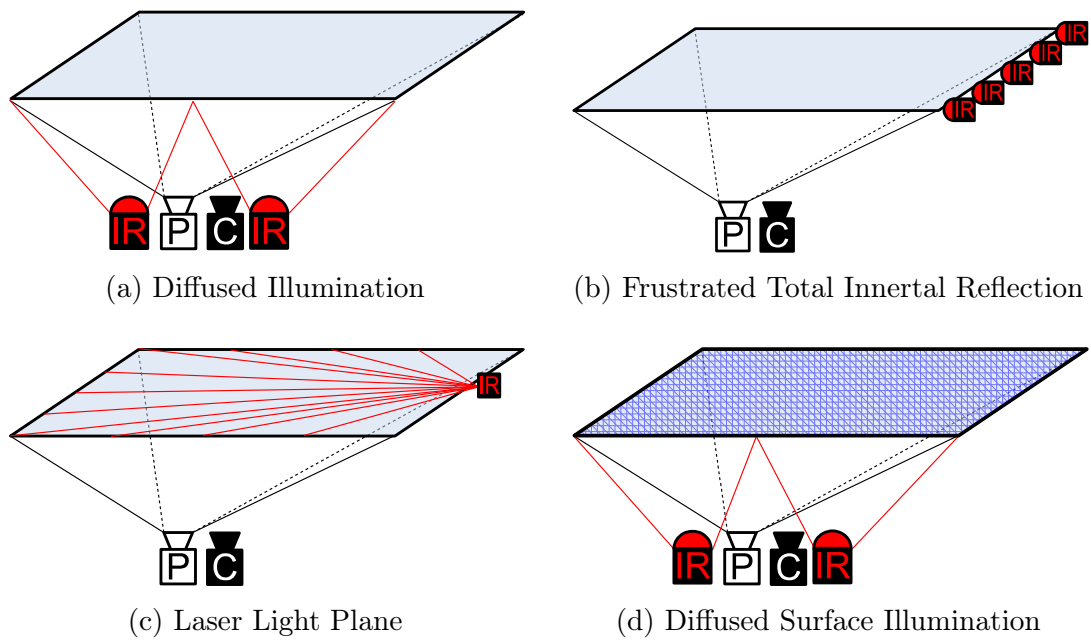 IR P C IR
(a) Diffused Illumination
IR
IR
IR
IR
IR
P C
(b) Frustrated Total Innertal Reflection
IR
P C
(c) Laser Light Plane
IR P C IR
(d) Diffused Surface Illumination